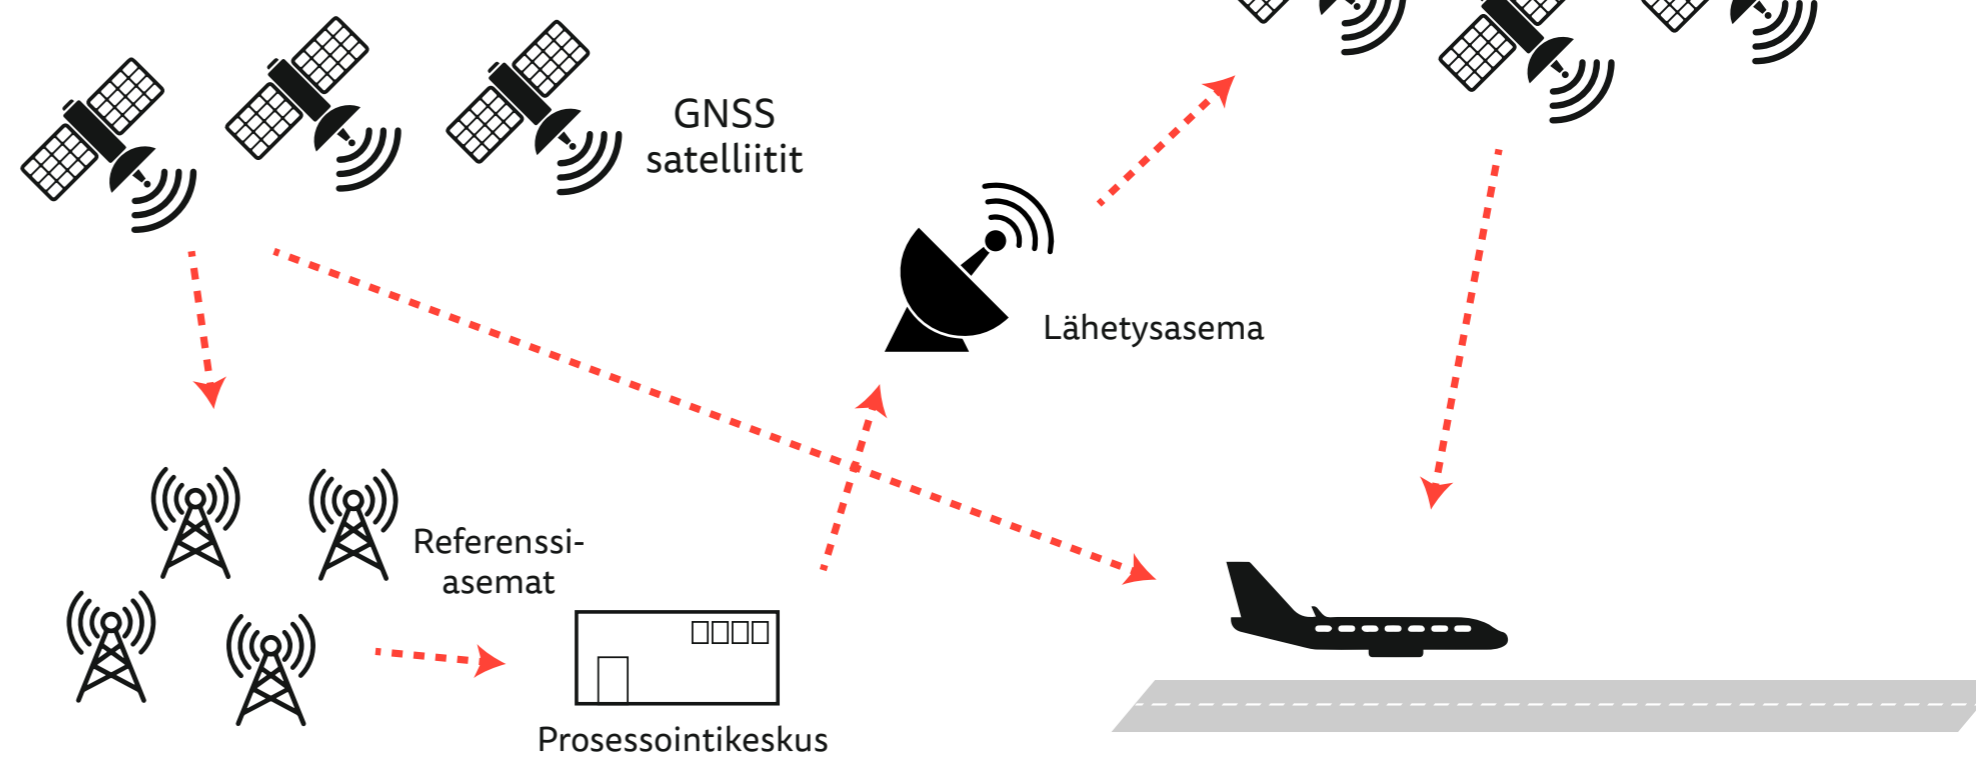 GNSS
satelliitit
Lähetysasema
Referenssi-
asemat
Prosessointikeskus